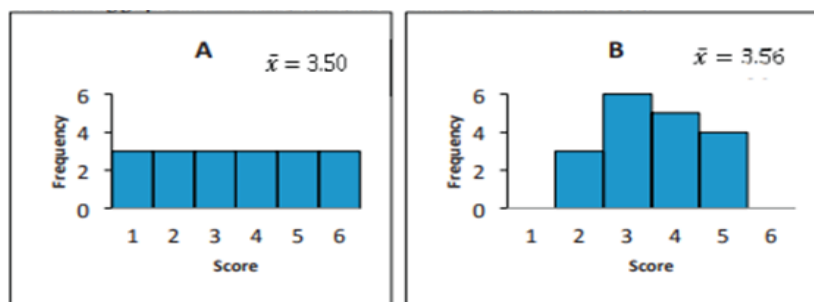 A
x̄ = 3.50
6
4
2
0
Frequency
1 2 3 4 5 6
Score
B
x̄ = 3.56
6
4
2
0
Frequency
1 2 3 4 5 6
Score